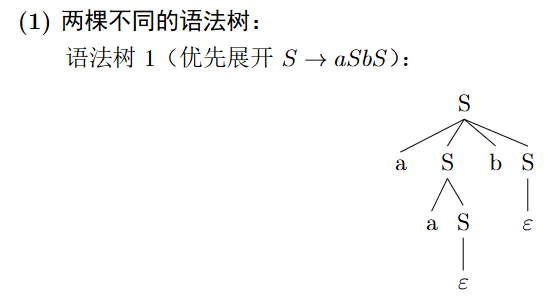 (1) 两棵不同的语法树：
语法树 1（优先展开 S → aSbS）：
S
a S b S
a S ε
ε